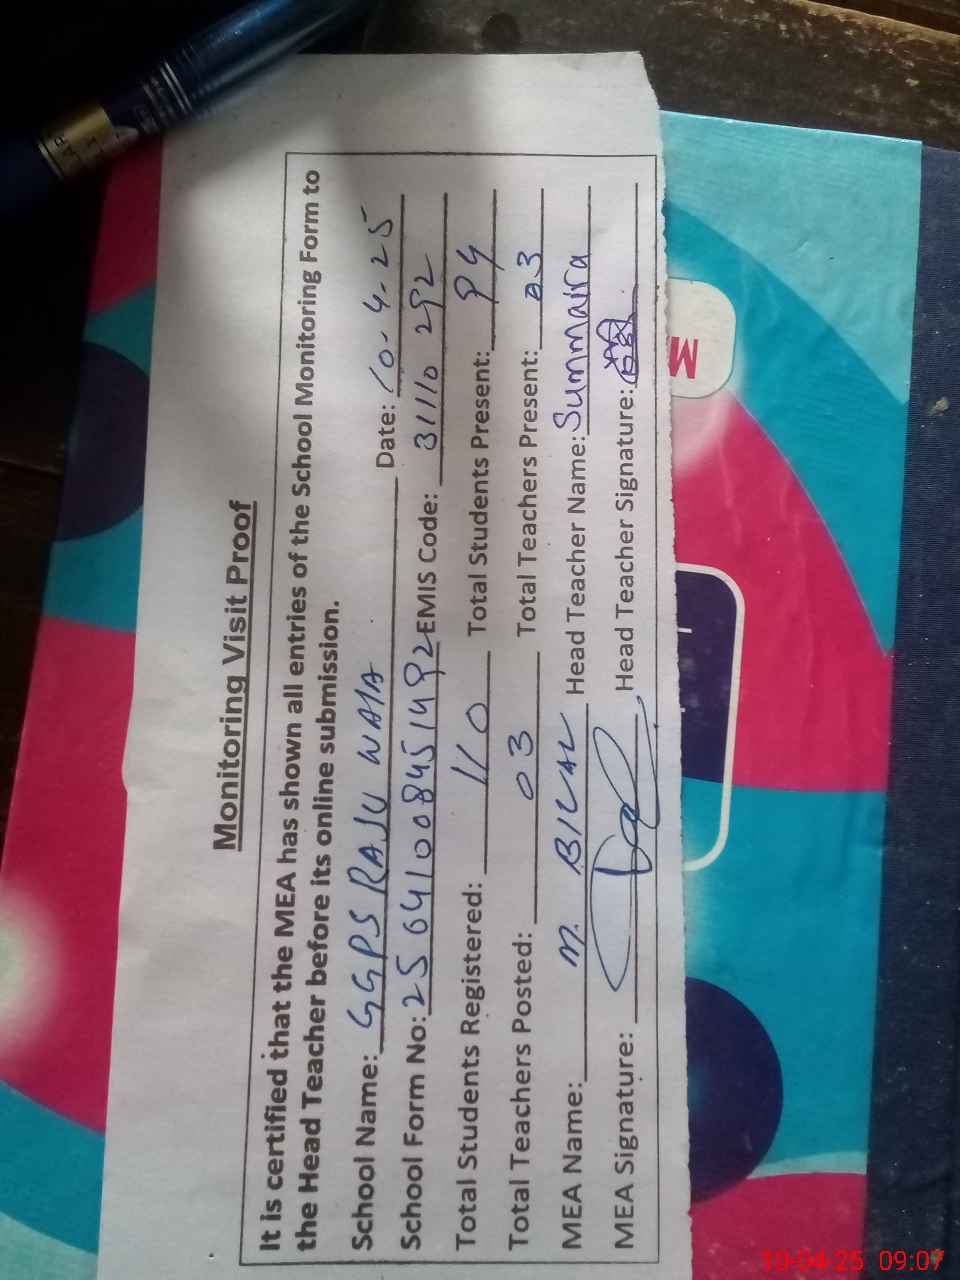 Monitoring Visit Proof
It is certified that the MEA has shown all entries of the School Monitoring Form to
the Head Teacher before its online submission.
School Name: GGPS RAJU WALA Date: 10-4-25
School Form No: 25641008451492 EMIS Code: 31110292
Total Students Registered: 110 Total Students Present: 94
Total Teachers Posted: 03 Total Teachers Present: 03
MEA Name: M. BILAL Head Teacher Name: Summaira
MEA Signature: Head Teacher Signature:
M
10-04-25 09:07